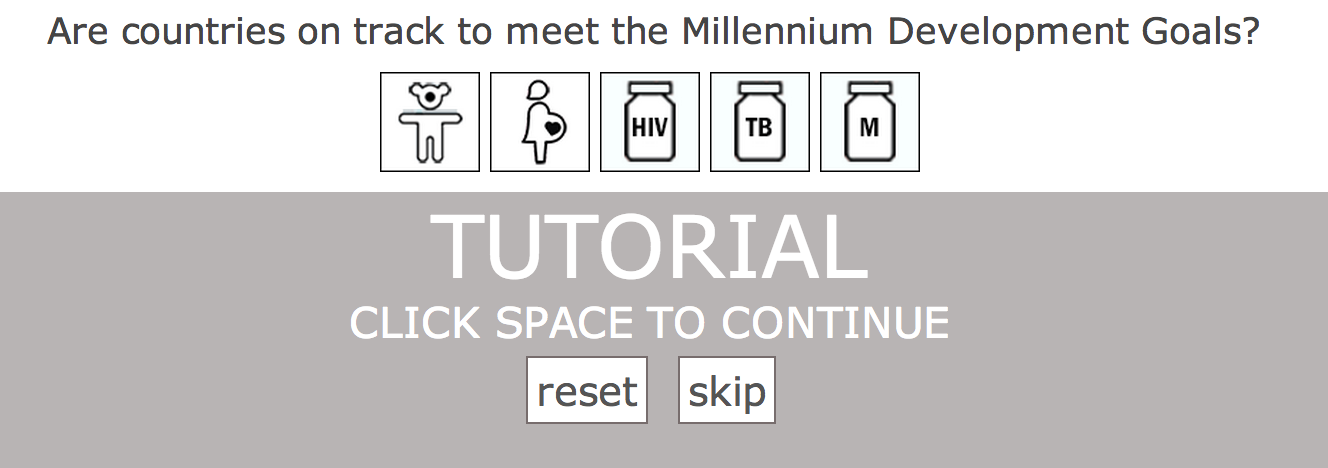 Are countries on track to meet the Millennium Development Goals?
HIV TB M
TUTORIAL
CLICK SPACE TO CONTINUE
reset skip